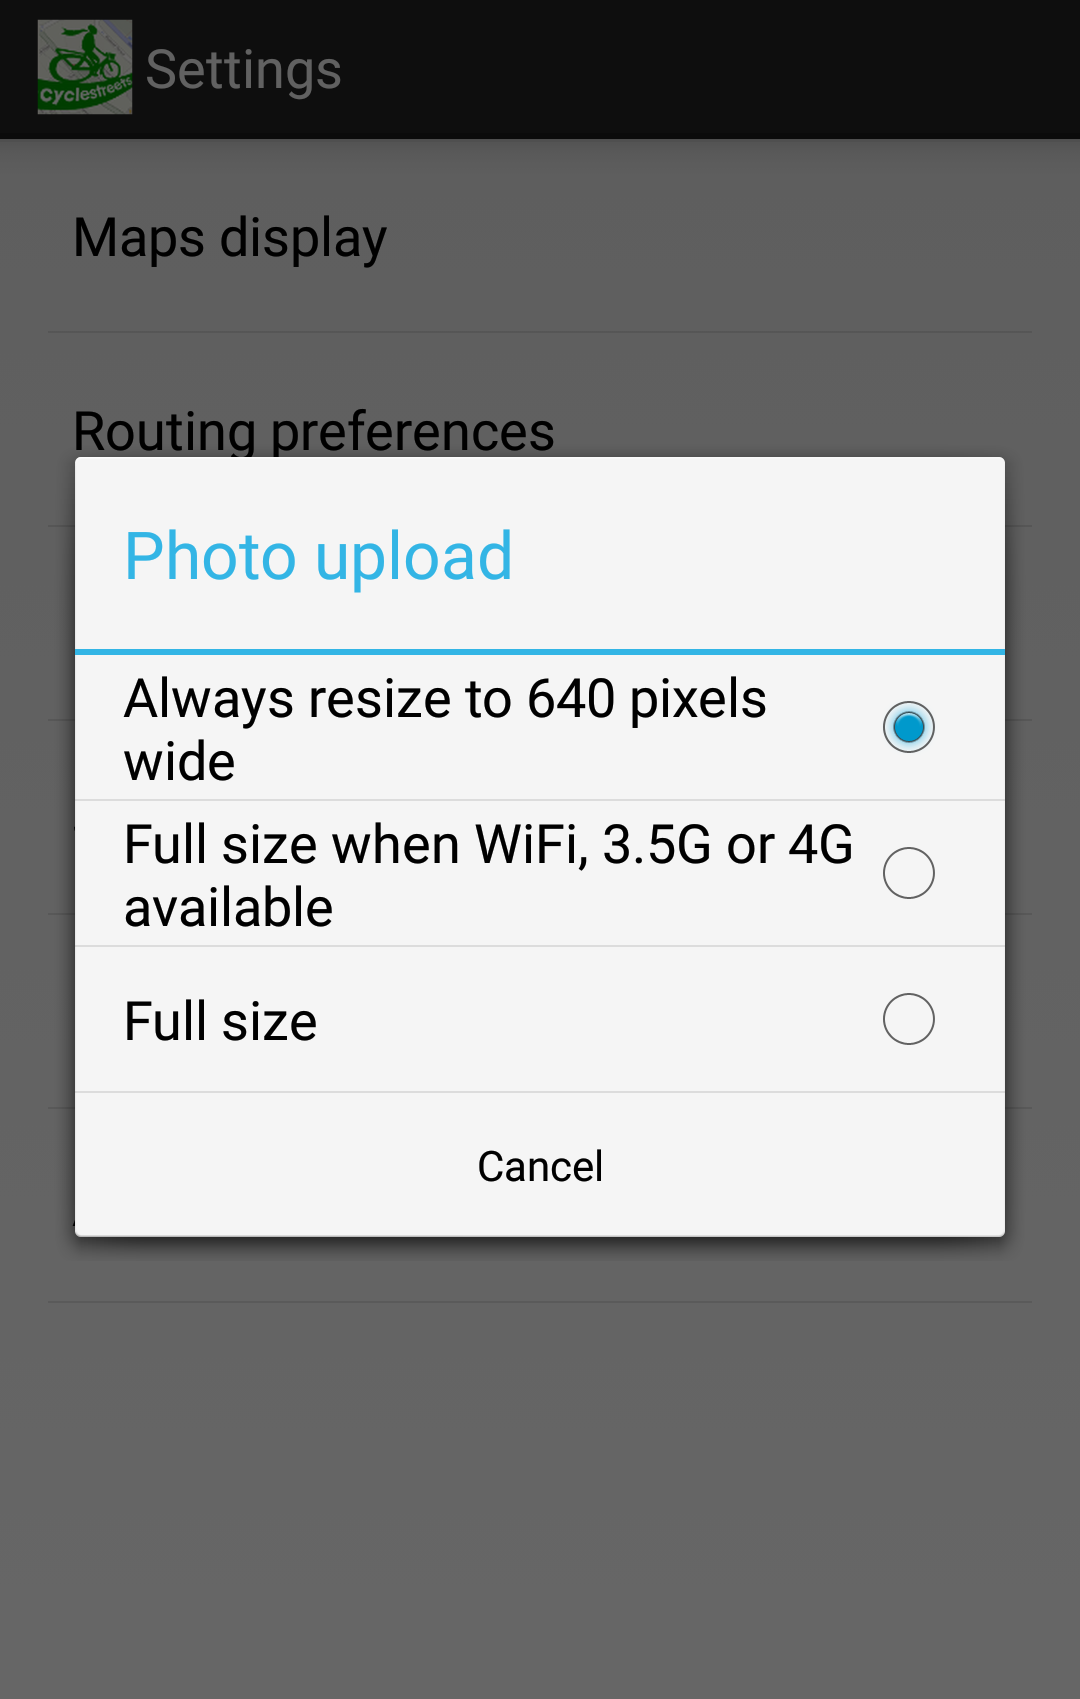 Cyclestreets
Settings
Maps display
Routing preferences
Photo upload
Always resize to 640 pixels
wide
Full size when WiFi, 3.5G or 4G
available
Full size
Cancel